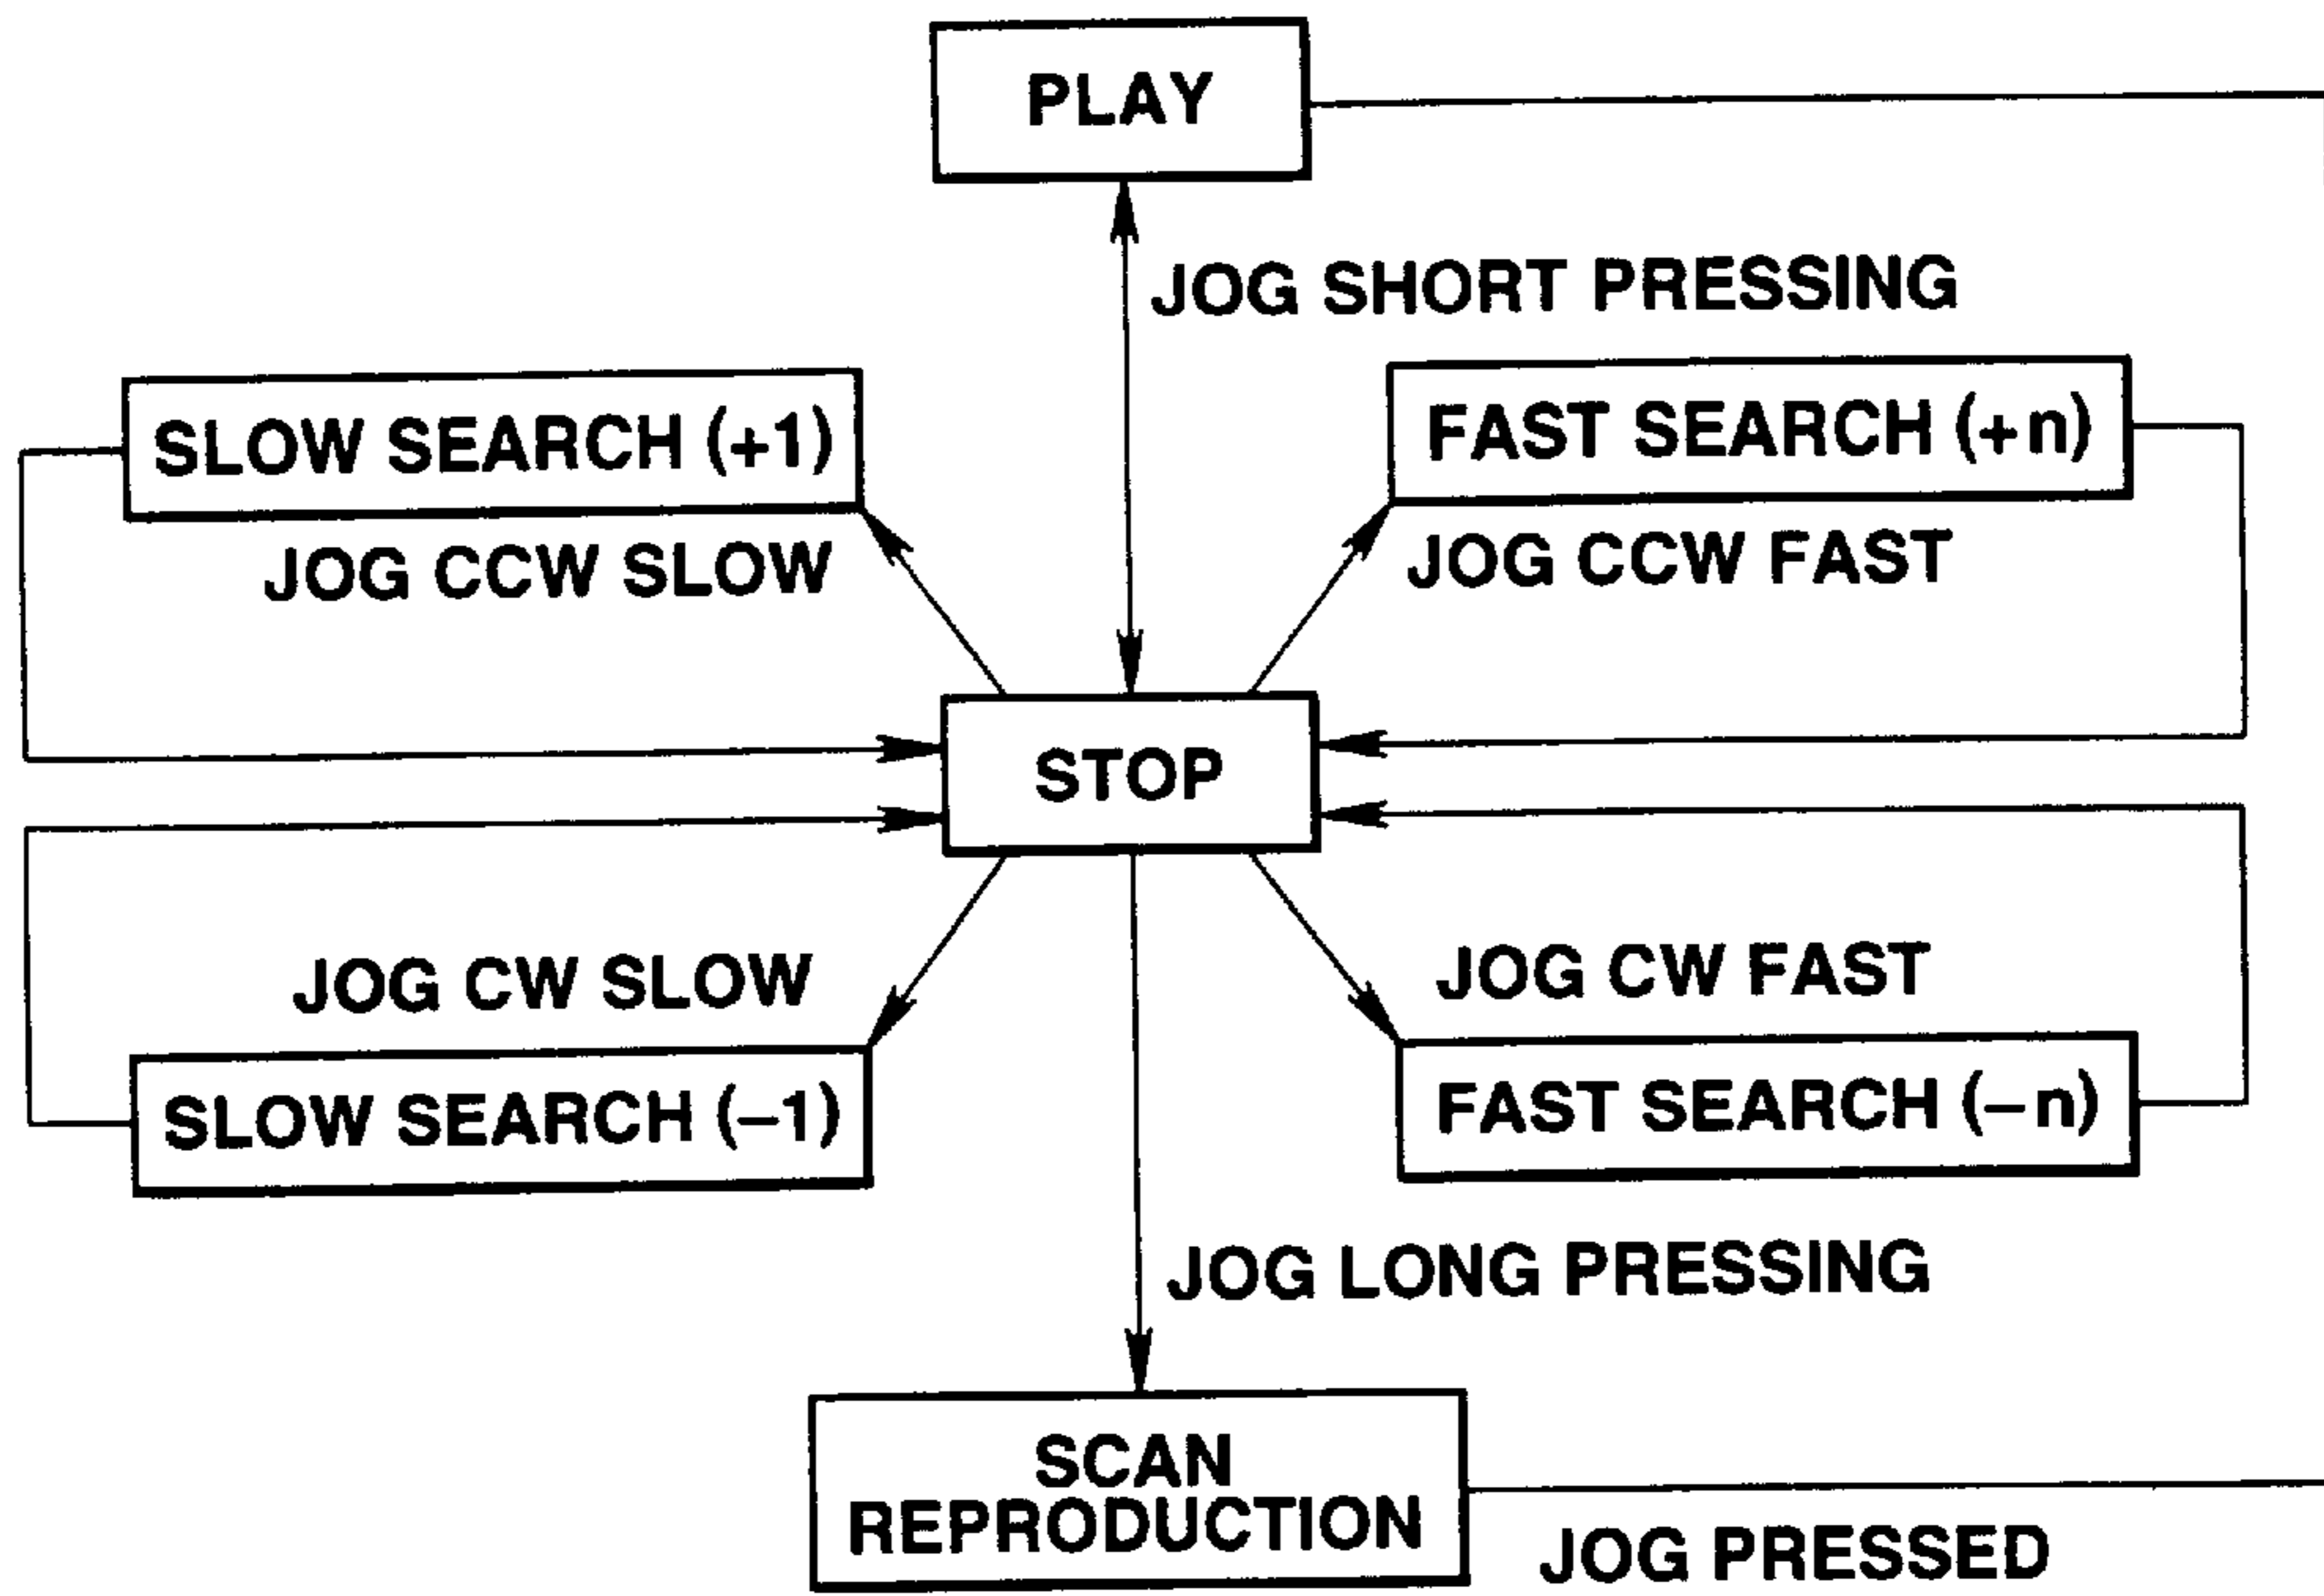 PLAY
JOG SHORT PRESSING
SLOW SEARCH (+1)
FAST SEARCH (+n)
JOG CCW SLOW
JOG CCW FAST
STOP
JOG CW SLOW
JOG CW FAST
SLOW SEARCH (−1)
FAST SEARCH (−n)
JOG LONG PRESSING
SCAN
REPRODUCTION
JOG PRESSED